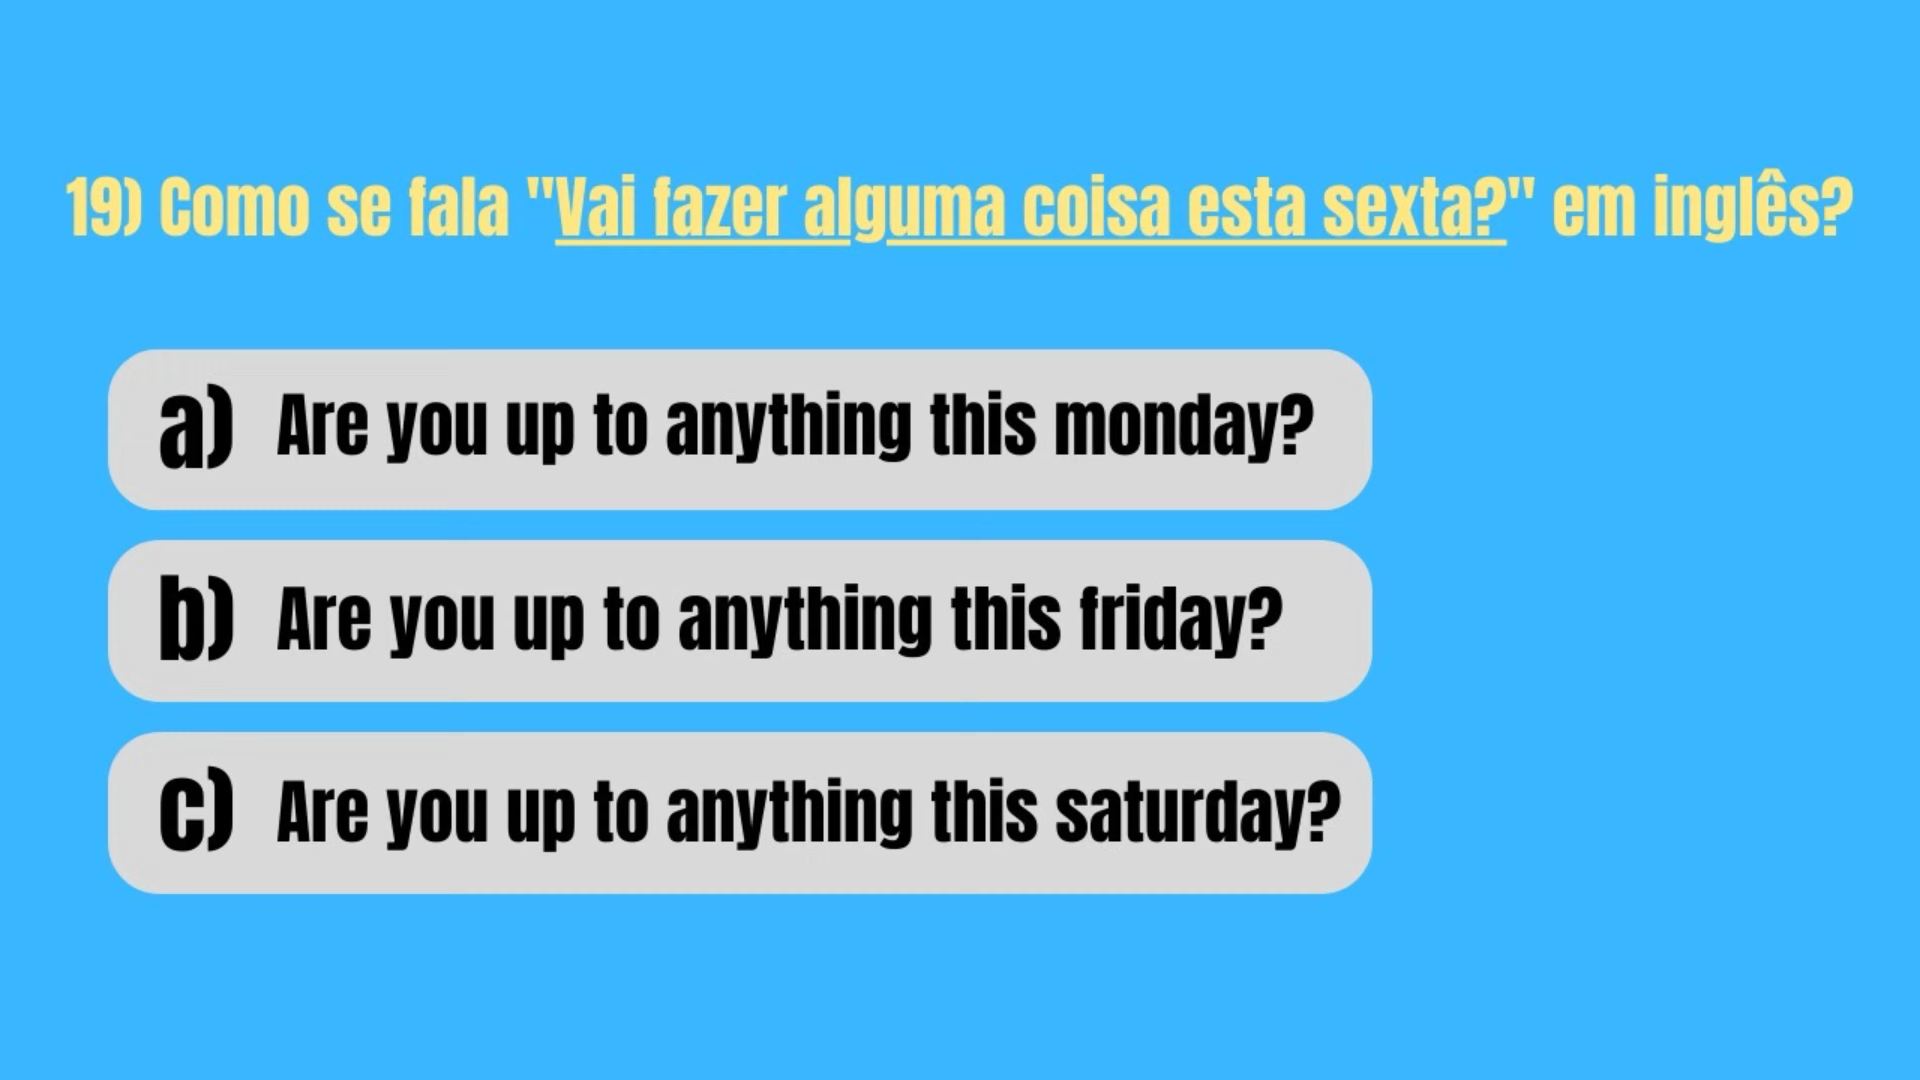 19) Como se fala "Vai fazer alguma coisa esta sexta?" em inglês?
a) Are you up to anything this monday?
b) Are you up to anything this friday?
c) Are you up to anything this saturday?